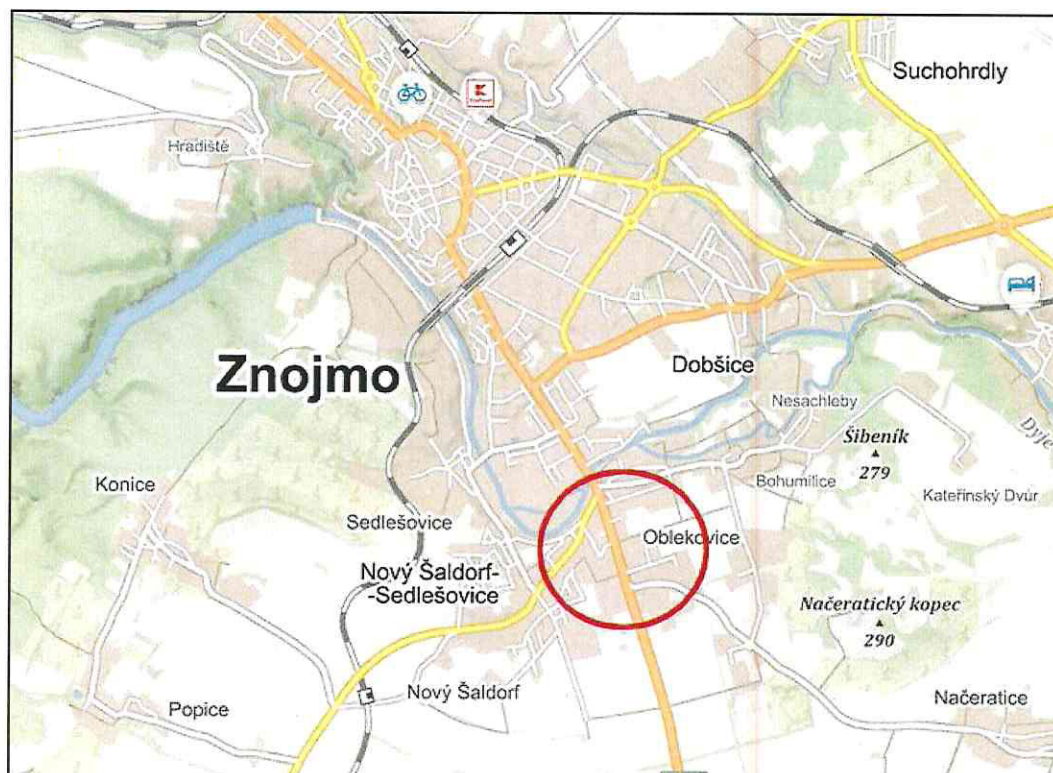 Suchohrdly
Hradiště
Znojmo
Dobšice
Nesachleby
Šibeník
279
Dyje
Konice
Bohumilice
Kateřinský Dvůr
Sedlešovice
Oblekovice
Nový Šaldorf-
-Sedlešovice
Načeratický kopec
290
Nový Šaldorf
Popice
Načeratice